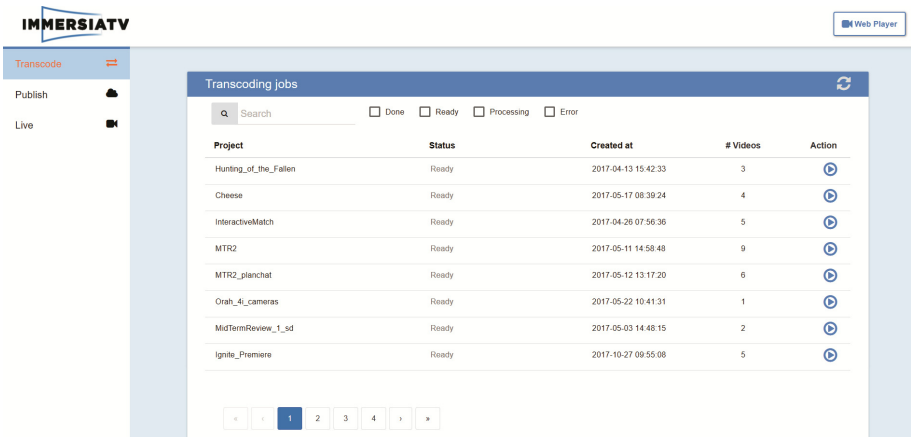 IMMERSIATV
Web Player
Transcode
Publish
Live
Transcoding jobs
Search Done Ready Processing Error
Project Status Created at # Videos Action
Hunting_of_the_Fallen Ready 2017-04-13 15:42:33 3
Cheese Ready 2017-05-17 08:39:24 4
InteractiveMatch Ready 2017-04-26 07:56:36 5
MTR2 Ready 2017-05-11 14:58:48 9
MTR2_planchat Ready 2017-05-12 13:17:20 6
Orah_4i_cameras Ready 2017-05-22 10:41:31 1
MidTermReview_1_sd Ready 2017-05-03 14:48:15 2
Ignite_Premiere Ready 2017-10-27 09:55:08 5
« ‹ 1 2 3 4 › »